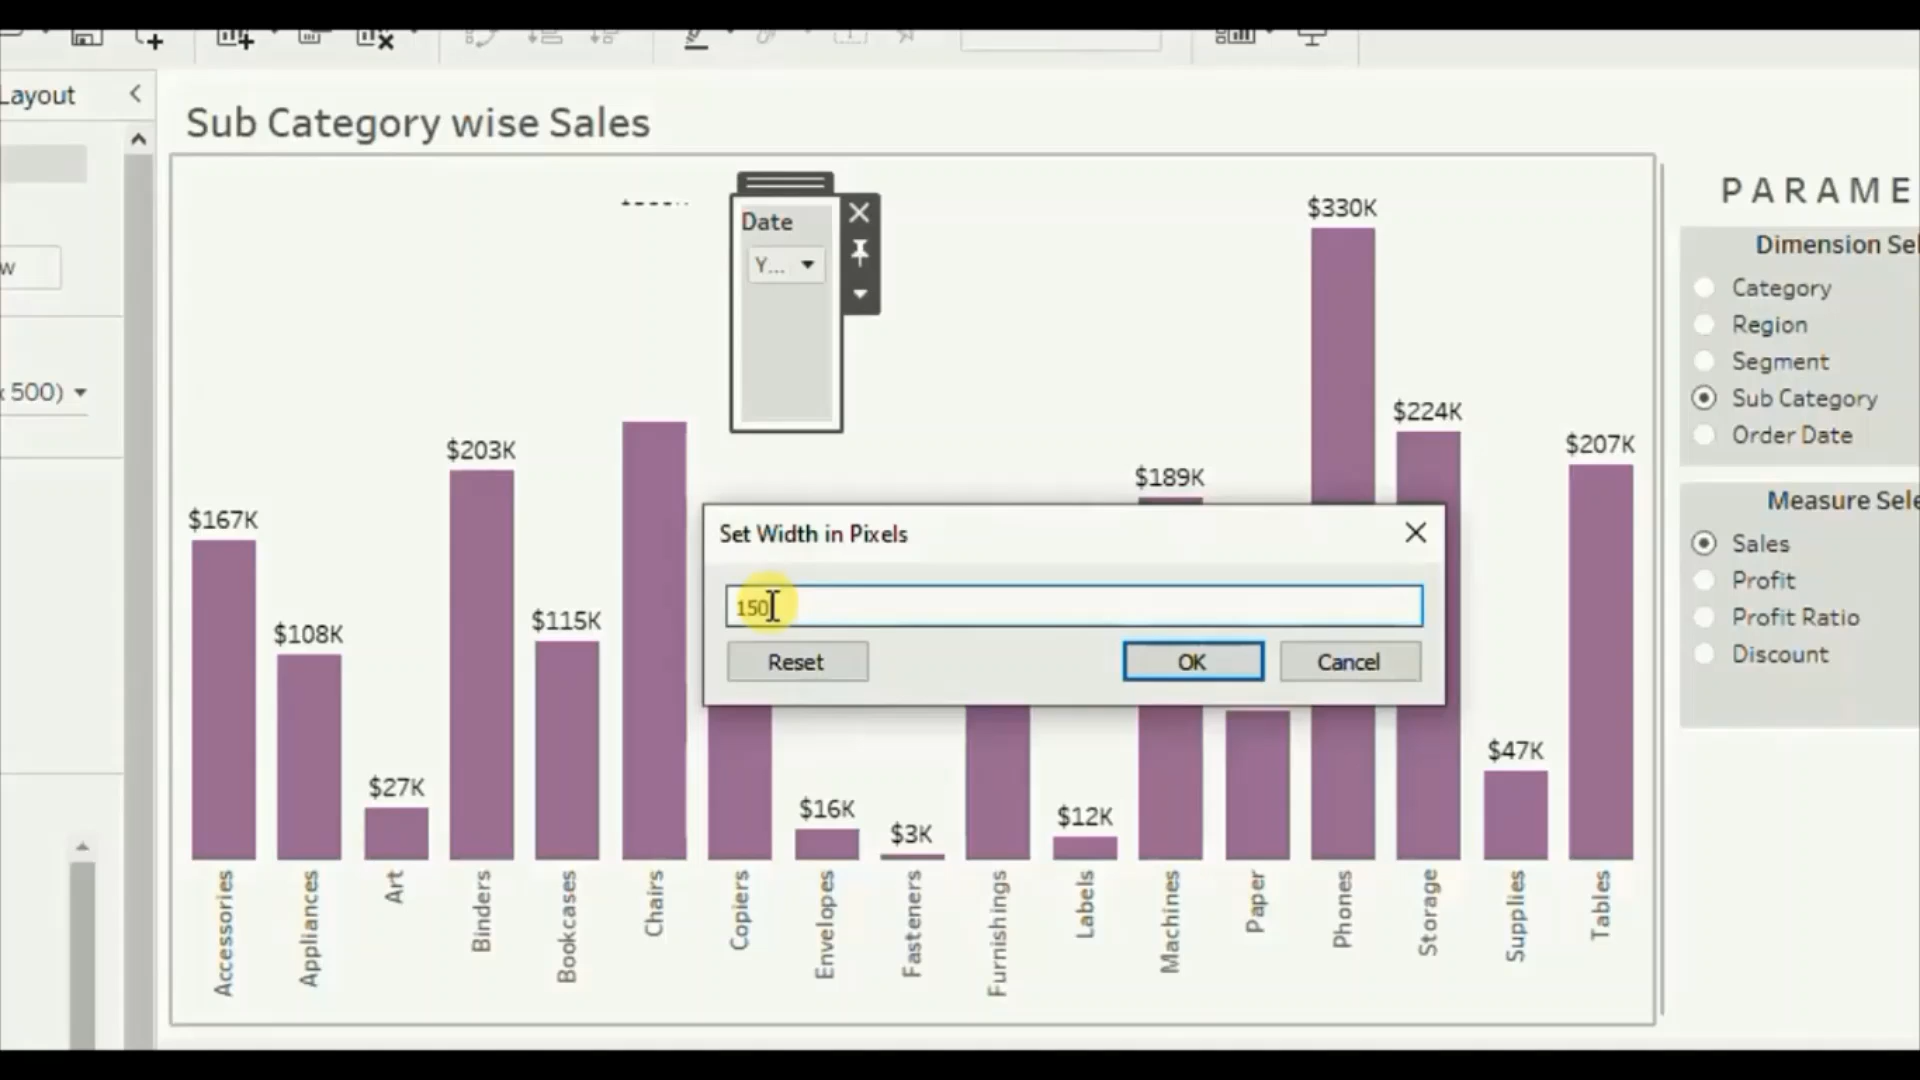 Layout
Sub Category wise Sales
w
x 500)
Date
Y...
$167K
$108K
$27K
$203K
$115K
$16K
$3K
$12K
$189K
$330K
$224K
$47K
$207K
Set Width in Pixels
150
Reset
OK
Cancel
Accessories
Appliances
Art
Binders
Bookcases
Chairs
Copiers
Envelopes
Fasteners
Furnishings
Labels
Machines
Paper
Phones
Storage
Supplies
Tables
PARAME
Dimension Sel
Category
Region
Segment
Sub Category
Order Date
Measure Sele
Sales
Profit
Profit Ratio
Discount